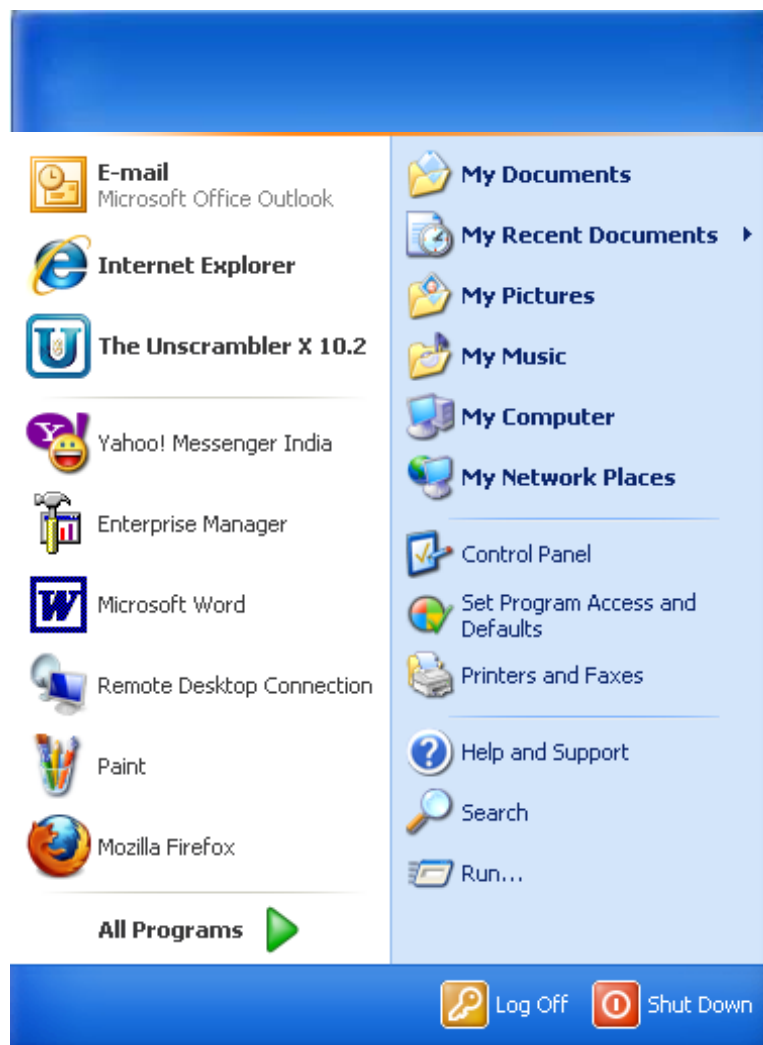 E-mail
Microsoft Office Outlook
Internet Explorer
The Unscrambler X 10.2
Yahoo! Messenger India
Enterprise Manager
Microsoft Word
Remote Desktop Connection
Paint
Mozilla Firefox
All Programs
My Documents
My Recent Documents
My Pictures
My Music
My Computer
My Network Places
Control Panel
Set Program Access and
Defaults
Printers and Faxes
Help and Support
Search
Run...
Log Off
Shut Down